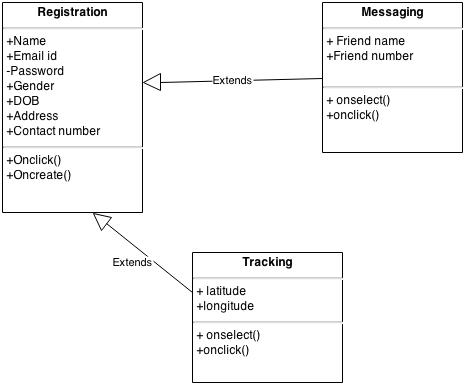 Registration
+Name
+Email id
-Password
+Gender
+DOB
+Address
+Contact number
+Onclick()
+Oncreate()
Extends
Messaging
+ Friend name
+Friend number
+ onselect()
+onclick()
Extends
Tracking
+ latitude
+longitude
+ onselect()
+onclick()